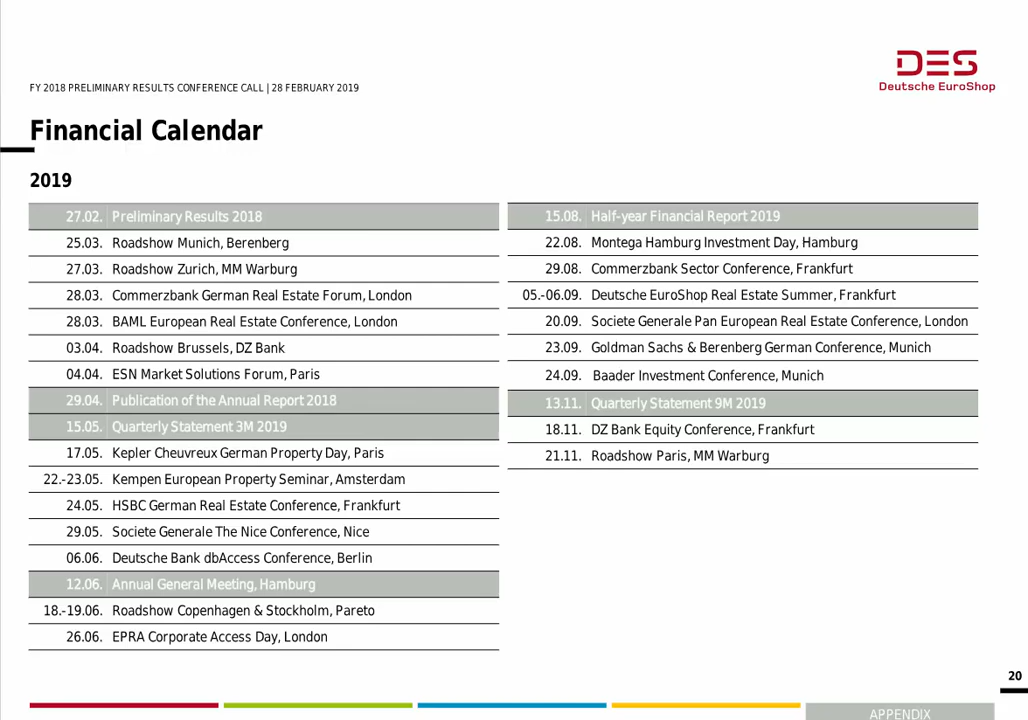 DES
Deutsche EuroShop
FY 2018 PRELIMINARY RESULTS CONFERENCE CALL | 28 FEBRUARY 2019
Financial Calendar
2019
27.02. Preliminary Results 2018
25.03. Roadshow Munich, Berenberg
27.03. Roadshow Zurich, MM Warburg
28.03. Commerzbank German Real Estate Forum, London
28.03. BAML European Real Estate Conference, London
03.04. Roadshow Brussels, DZ Bank
04.04. ESN Market Solutions Forum, Paris
29.04. Publication of the Annual Report 2018
15.05. Quarterly Statement 3M 2019
17.05. Kepler Cheuvreux German Property Day, Paris
22.-23.05. Kempen European Property Seminar, Amsterdam
24.05. HSBC German Real Estate Conference, Frankfurt
29.05. Societe Generale The Nice Conference, Nice
06.06. Deutsche Bank dbAccess Conference, Berlin
12.06. Annual General Meeting, Hamburg
18.-19.06. Roadshow Copenhagen & Stockholm, Pareto
26.06. EPRA Corporate Access Day, London
15.08. Half-year Financial Report 2019
22.08. Montega Hamburg Investment Day, Hamburg
29.08. Commerzbank Sector Conference, Frankfurt
05.-06.09. Deutsche EuroShop Real Estate Summer, Frankfurt
20.09. Societe Generale Pan European Real Estate Conference, London
23.09. Goldman Sachs & Berenberg German Conference, Munich
24.09. Baader Investment Conference, Munich
13.11. Quarterly Statement 9M 2019
18.11. DZ Bank Equity Conference, Frankfurt
21.11. Roadshow Paris, MM Warburg
20
APPENDIX